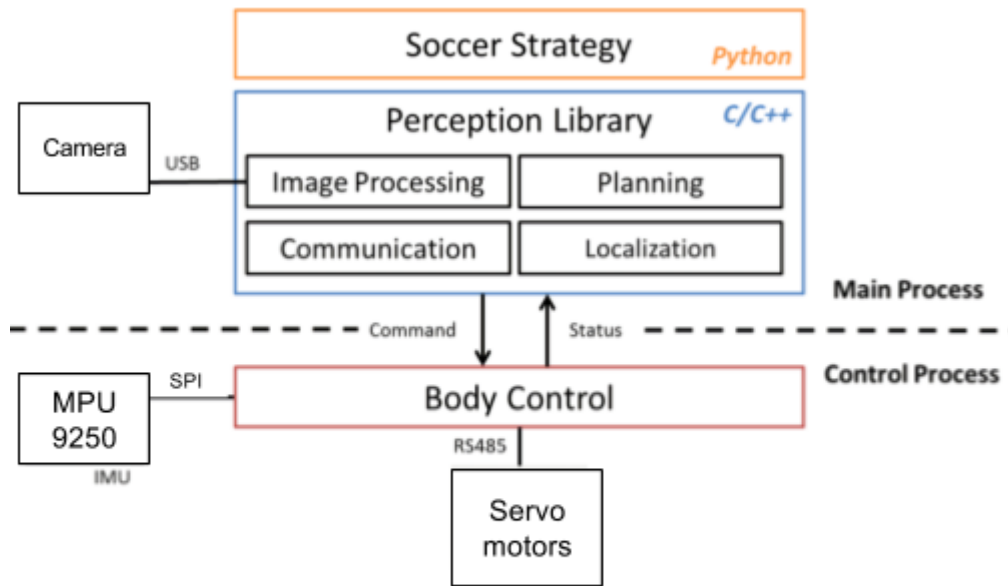 Soccer Strategy
Python
C/C++
Perception Library
Camera
USB
Image Processing
Planning
Communication
Localization
Main Process
Command
Status
Control Process
SPI
MPU
9250
IMU
Body Control
RS485
Servo
motors